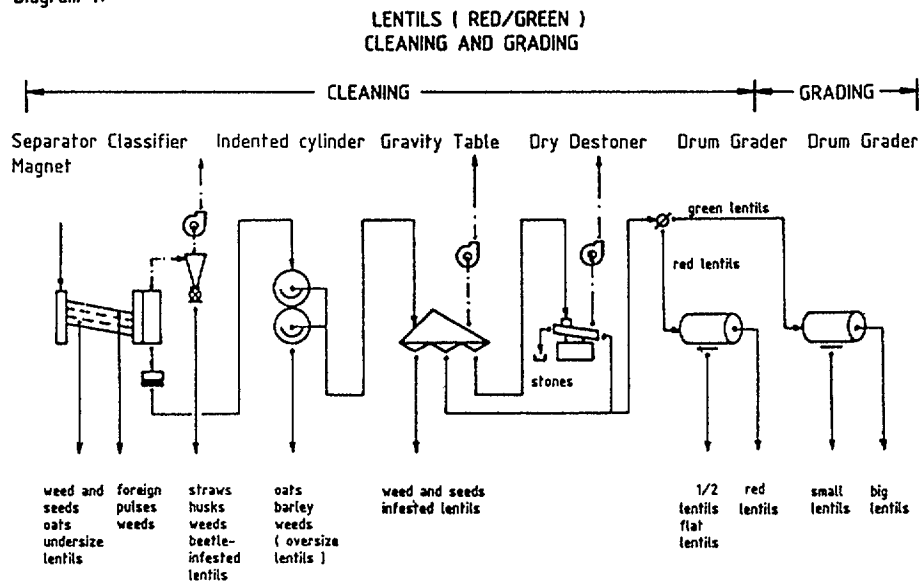 LENTILS ( RED/GREEN )
CLEANING AND GRADING
CLEANING
GRADING
Separator Classifier
Magnet
Indented cylinder
Gravity Table
Dry Destoner
Drum Grader
Drum Grader
green lentils
red lentils
stones
weed and
seeds
oats
undersize
lentils
foreign
pulses
weeds
straws
husks
weeds
beetle-
infested
lentils
oats
barley
weeds
( oversize
lentils )
weed and seeds
infested lentils
1/2
lentils
flat
lentils
red
lentils
small
lentils
big
lentils